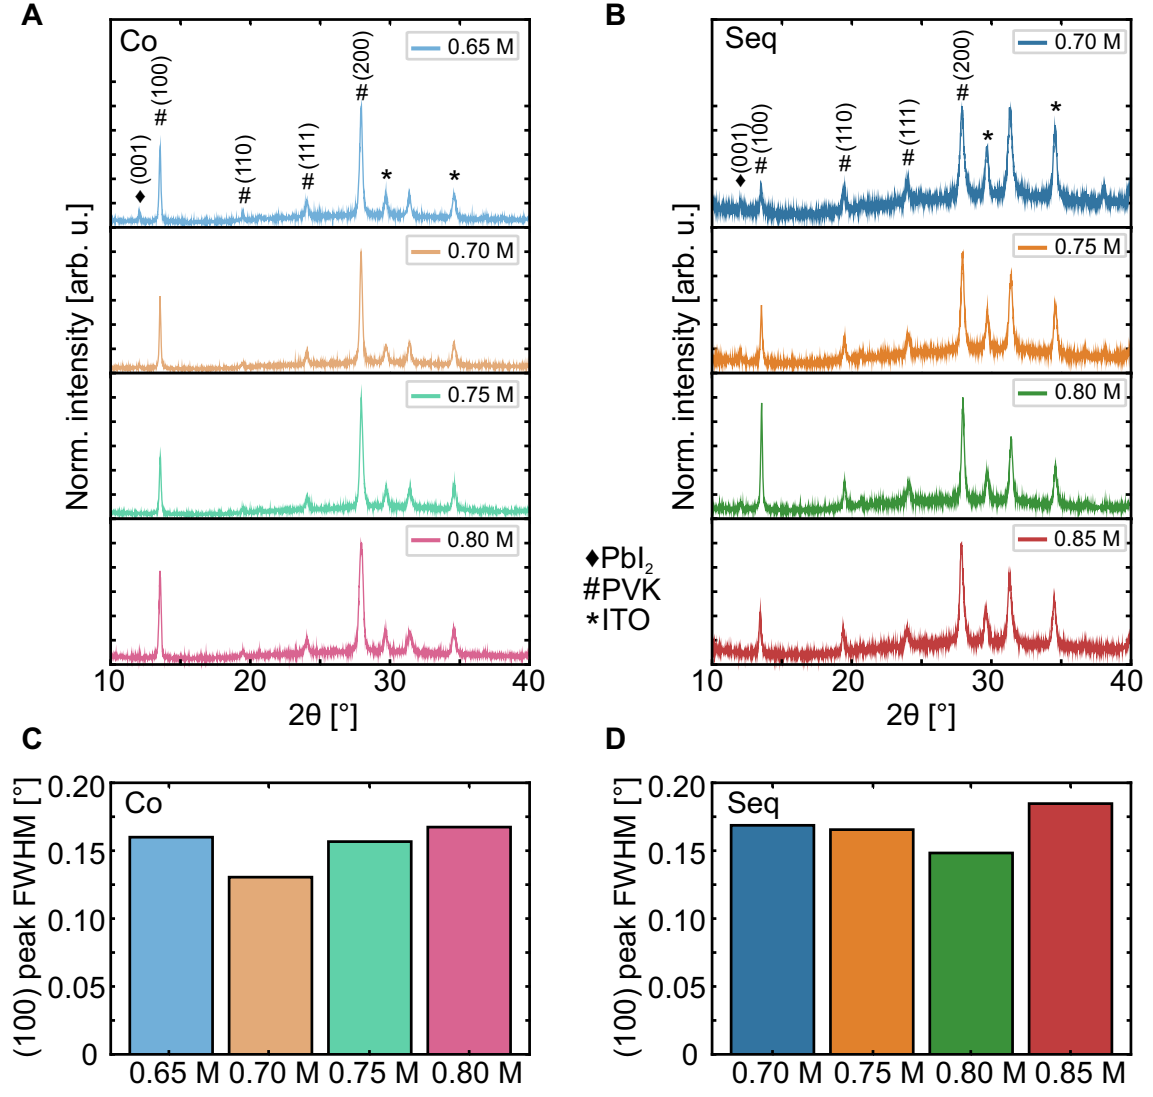 A
Co
0.65 M
♦ (001)
# (100)
# (110)
# (111)
# (200)
*
*
0.70 M
0.75 M
0.80 M
Norm. intensity [arb. u.]
10 20 30 40
2θ [°]
B
Seq
0.70 M
♦ (001)
# (100)
# (110)
# (111)
# (200)
*
*
0.75 M
0.80 M
0.85 M
Norm. intensity [arb. u.]
10 20 30 40
2θ [°]
♦PbI₂
#PVK
*ITO
C
Co
(100) peak FWHM [°]
0.20
0.15
0.10
0.05
0
0.65 M 0.70 M 0.75 M 0.80 M
D
Seq
(100) peak FWHM [°]
0.20
0.15
0.10
0.05
0
0.70 M 0.75 M 0.80 M 0.85 M